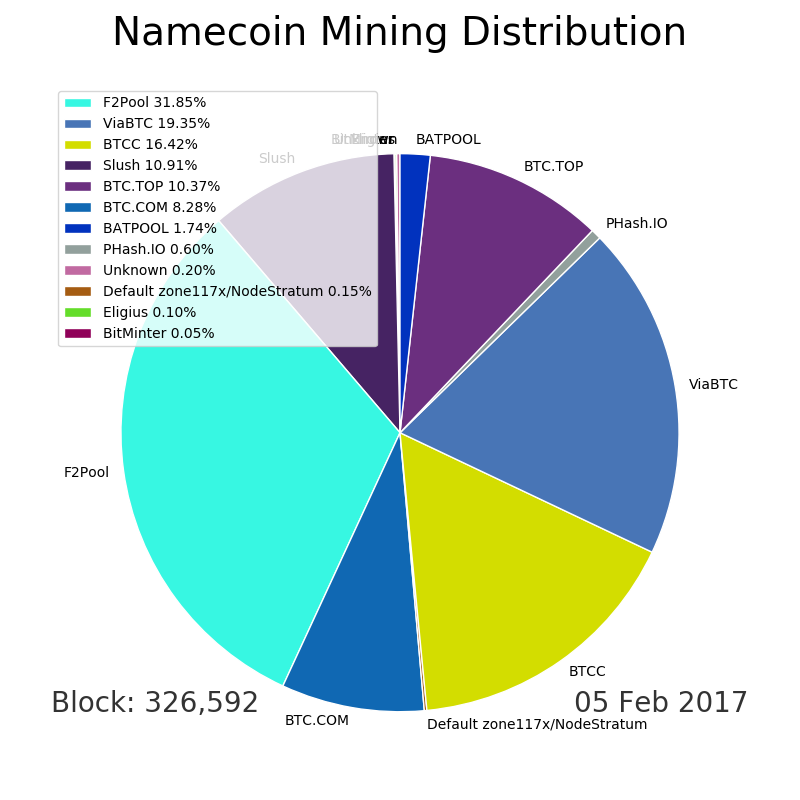 Namecoin Mining Distribution
F2Pool 31.85%
ViaBTC 19.35%
BTCC 16.42%
Slush 10.91%
BTC.TOP 10.37%
BTC.COM 8.28%
BATPOOL 1.74%
PHash.IO 0.60%
Unknown 0.20%
Default zone117x/NodeStratum 0.15%
Eligius 0.10%
BitMinter 0.05%
BATPOOL
Slush
BTC.TOP
PHash.IO
ViaBTC
F2Pool
BTCC
Block: 326,592
05 Feb 2017
BTC.COM
Default zone117x/NodeStratum